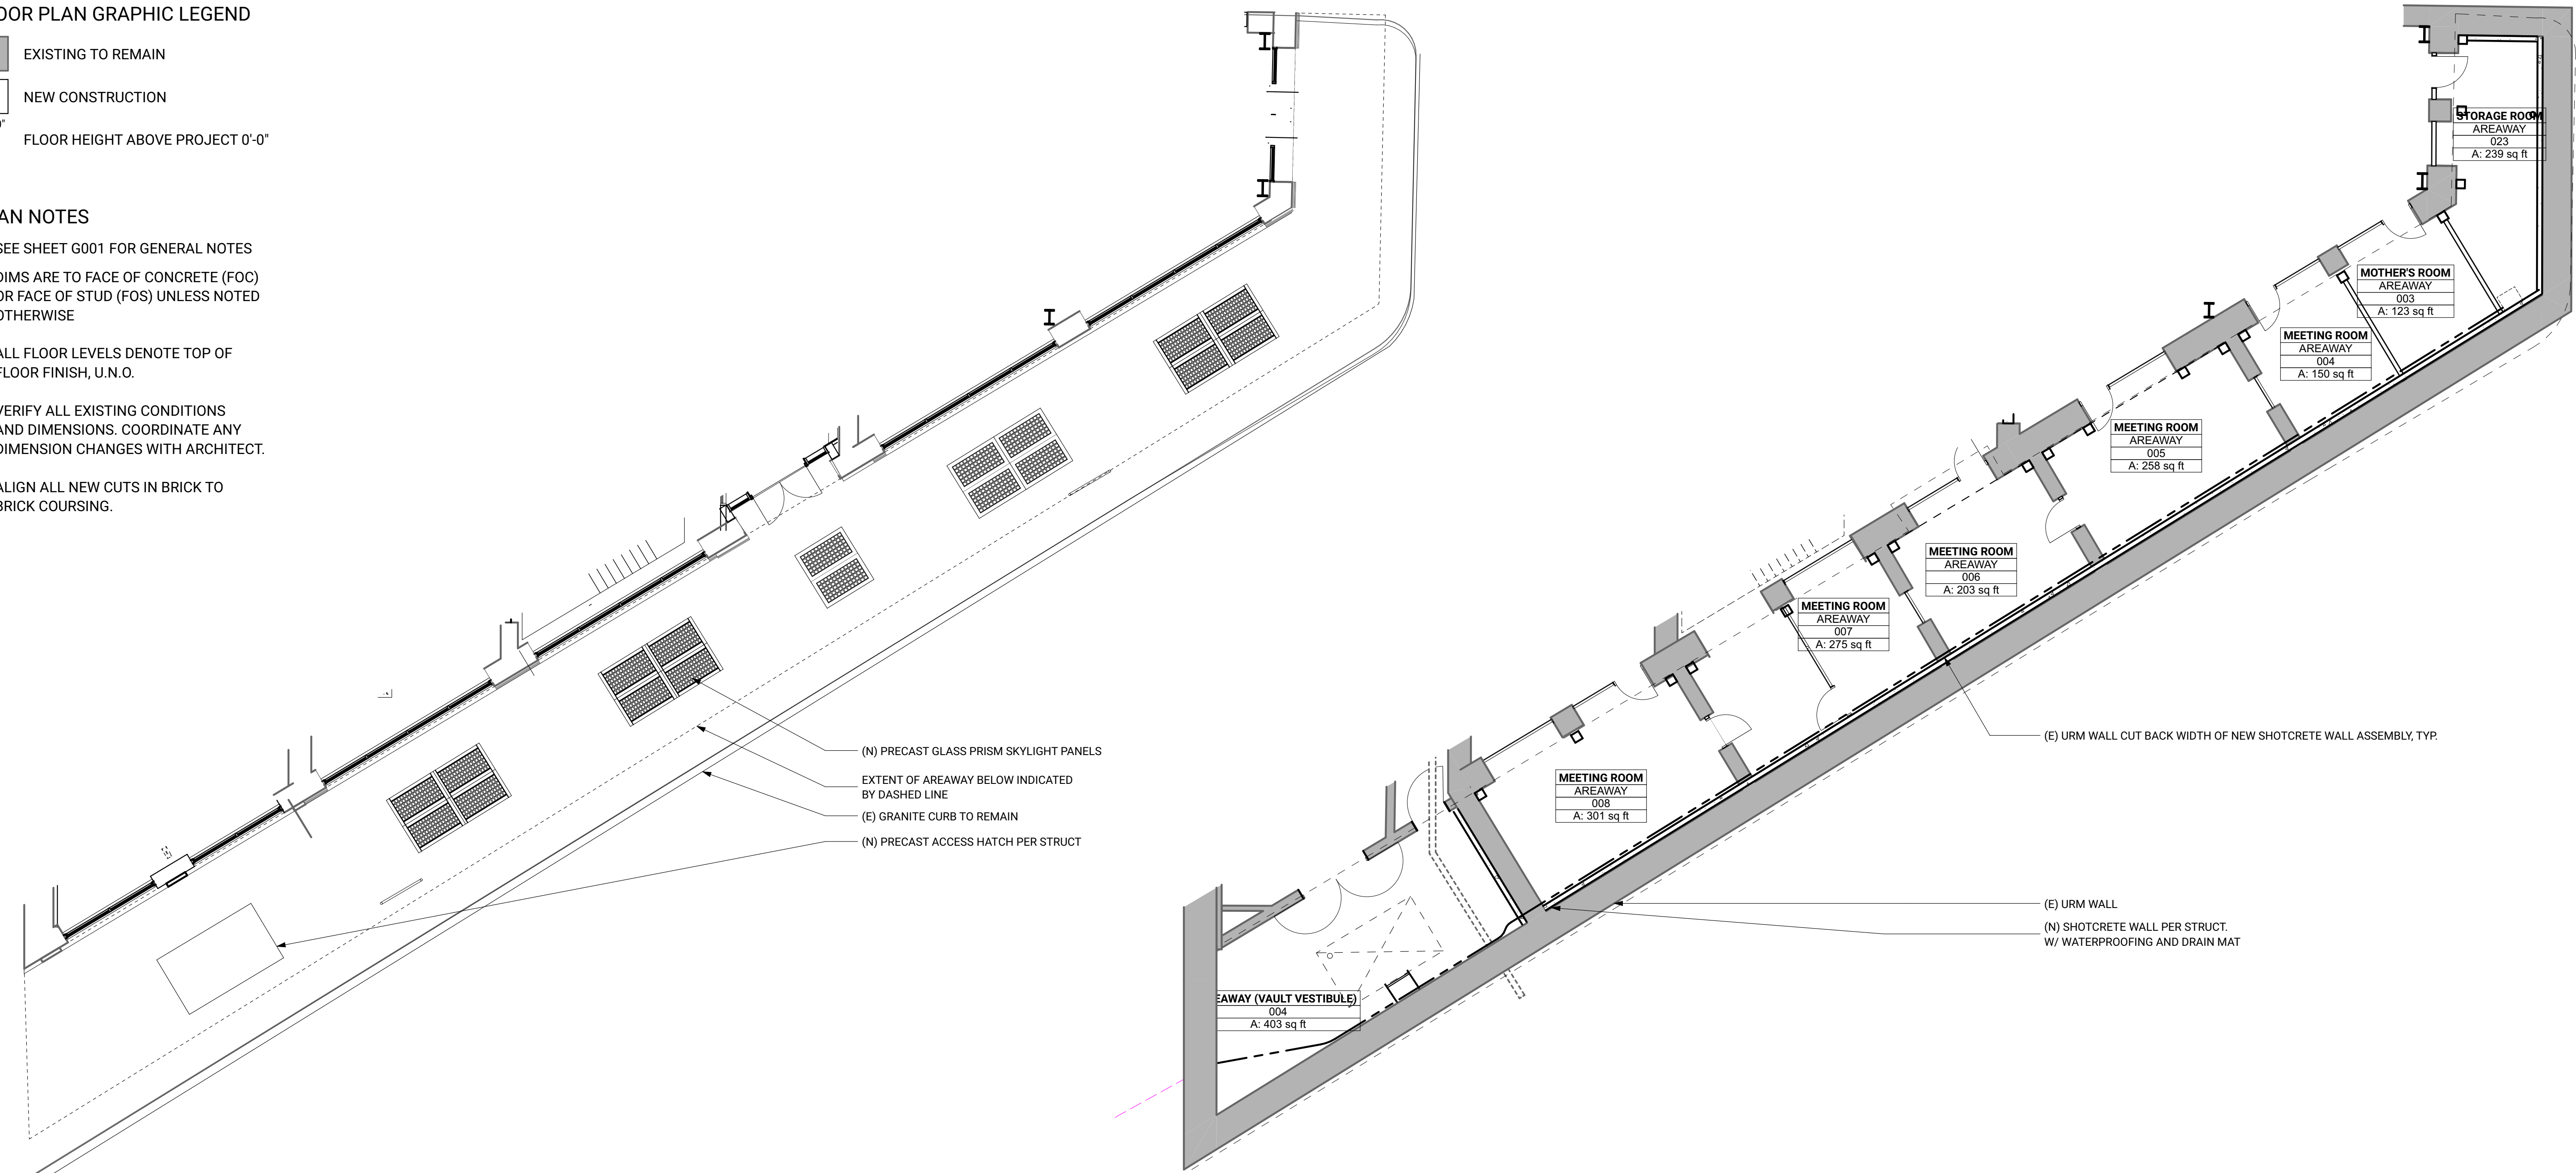 OOR PLAN GRAPHIC LEGEND
EXISTING TO REMAIN
NEW CONSTRUCTION
0"
FLOOR HEIGHT ABOVE PROJECT 0'-0"
AN NOTES
SEE SHEET G001 FOR GENERAL NOTES
DIMS ARE TO FACE OF CONCRETE (FOC)
OR FACE OF STUD (FOS) UNLESS NOTED
OTHERWISE
ALL FLOOR LEVELS DENOTE TOP OF
FLOOR FINISH, U.N.O.
VERIFY ALL EXISTING CONDITIONS
AND DIMENSIONS. COORDINATE ANY
DIMENSION CHANGES WITH ARCHITECT.
ALIGN ALL NEW CUTS IN BRICK TO
BRICK COURSING.
(N) PRECAST GLASS PRISM SKYLIGHT PANELS
EXTENT OF AREAWAY BELOW INDICATED
BY DASHED LINE
(E) GRANITE CURB TO REMAIN
(N) PRECAST ACCESS HATCH PER STRUCT
STORAGE ROOM
AREAWAY
023
A: 239 sq ft
MOTHER'S ROOM
AREAWAY
003
A: 123 sq ft
MEETING ROOM
AREAWAY
004
A: 150 sq ft
MEETING ROOM
AREAWAY
005
A: 258 sq ft
MEETING ROOM
AREAWAY
006
A: 203 sq ft
MEETING ROOM
AREAWAY
007
A: 275 sq ft
MEETING ROOM
AREAWAY
008
A: 301 sq ft
EAWAY (VAULT VESTIBULE)
004
A: 403 sq ft
(E) URM WALL CUT BACK WIDTH OF NEW SHOTCRETE WALL ASSEMBLY, TYP.
(E) URM WALL
(N) SHOTCRETE WALL PER STRUCT.
W/ WATERPROOFING AND DRAIN MAT